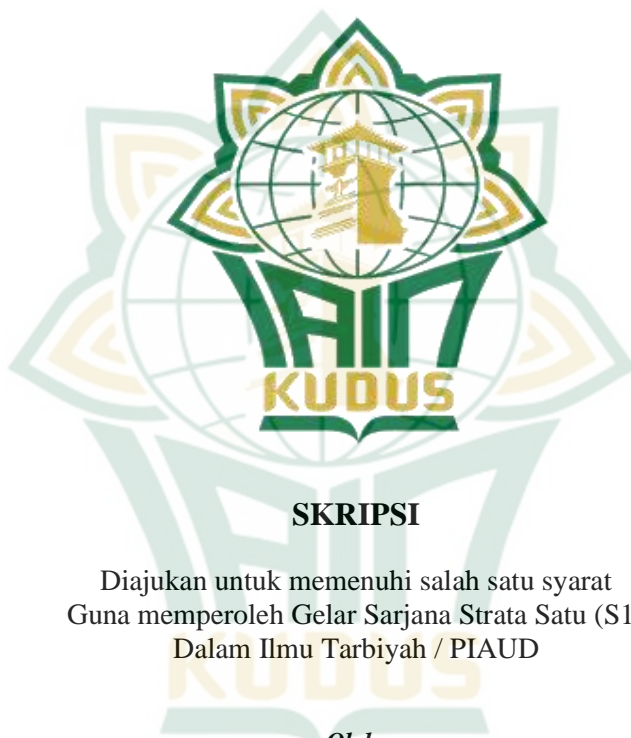 IAIN
KUDUS
SKRIPSI
Diajukan untuk memenuhi salah satu syarat
Guna memperoleh Gelar Sarjana Strata Satu (S1
Dalam Ilmu Tarbiyah / PIAUD